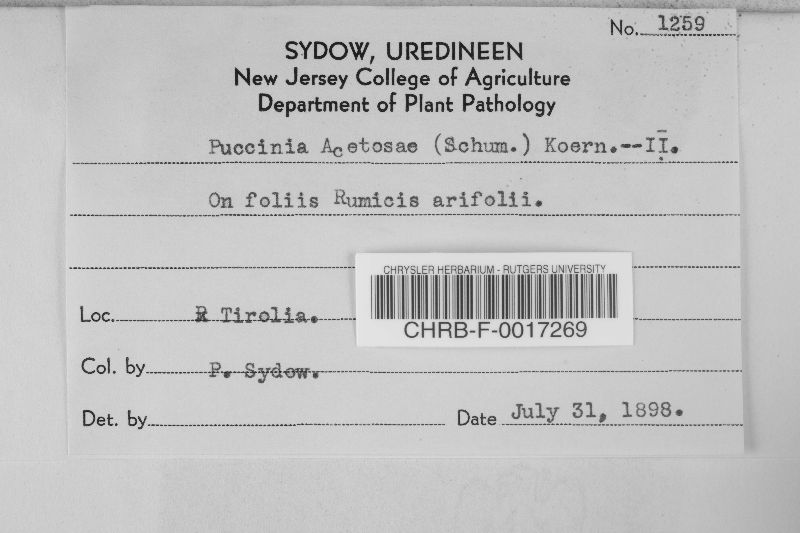 No. 1259
SYDOW, UREDINEEN
New Jersey College of Agriculture
Department of Plant Pathology
Puccinia Acetosae (Schum.) Koern.--II.
On foliis Rumicis arifolii.
CHRYSLER HERBARIUM - RUTGERS UNIVERSITY
CHRB-F-0017269
Loc. Tirolia.
Col. by P. Sydow.
Det. by
Date July 31, 1898.